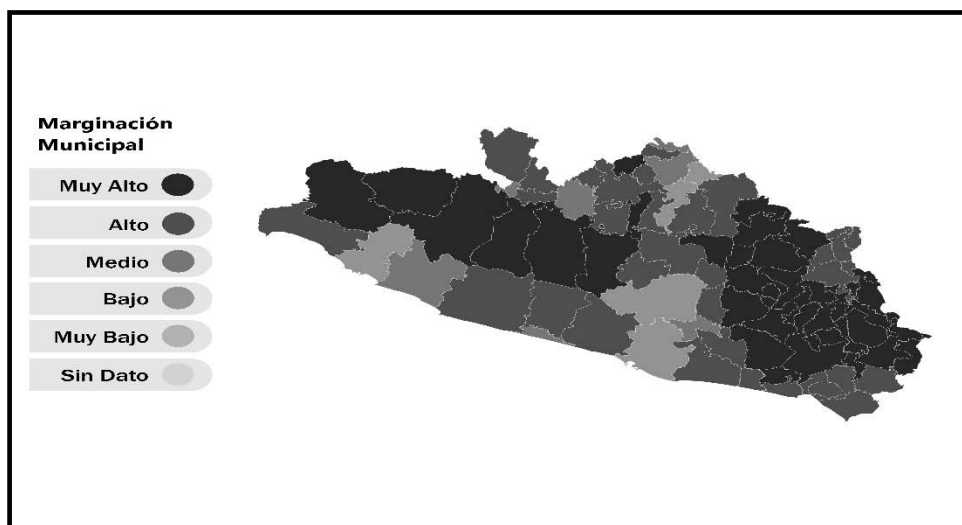 Marginación
Municipal
Muy Alto
Alto
Medio
Bajo
Muy Bajo
Sin Dato